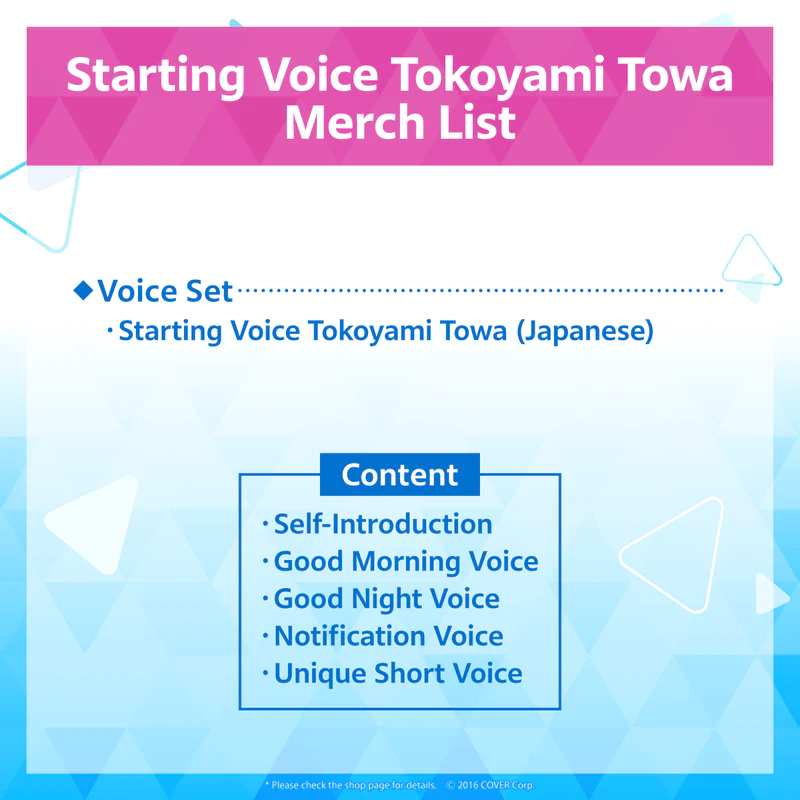 Starting Voice Tokoyami Towa
Merch List
◆Voice Set
・Starting Voice Tokoyami Towa (Japanese)
Content
・Self-Introduction
・Good Morning Voice
・Good Night Voice
・Notification Voice
・Unique Short Voice
* Please check the shop page for details. © 2016 COVER Corp.